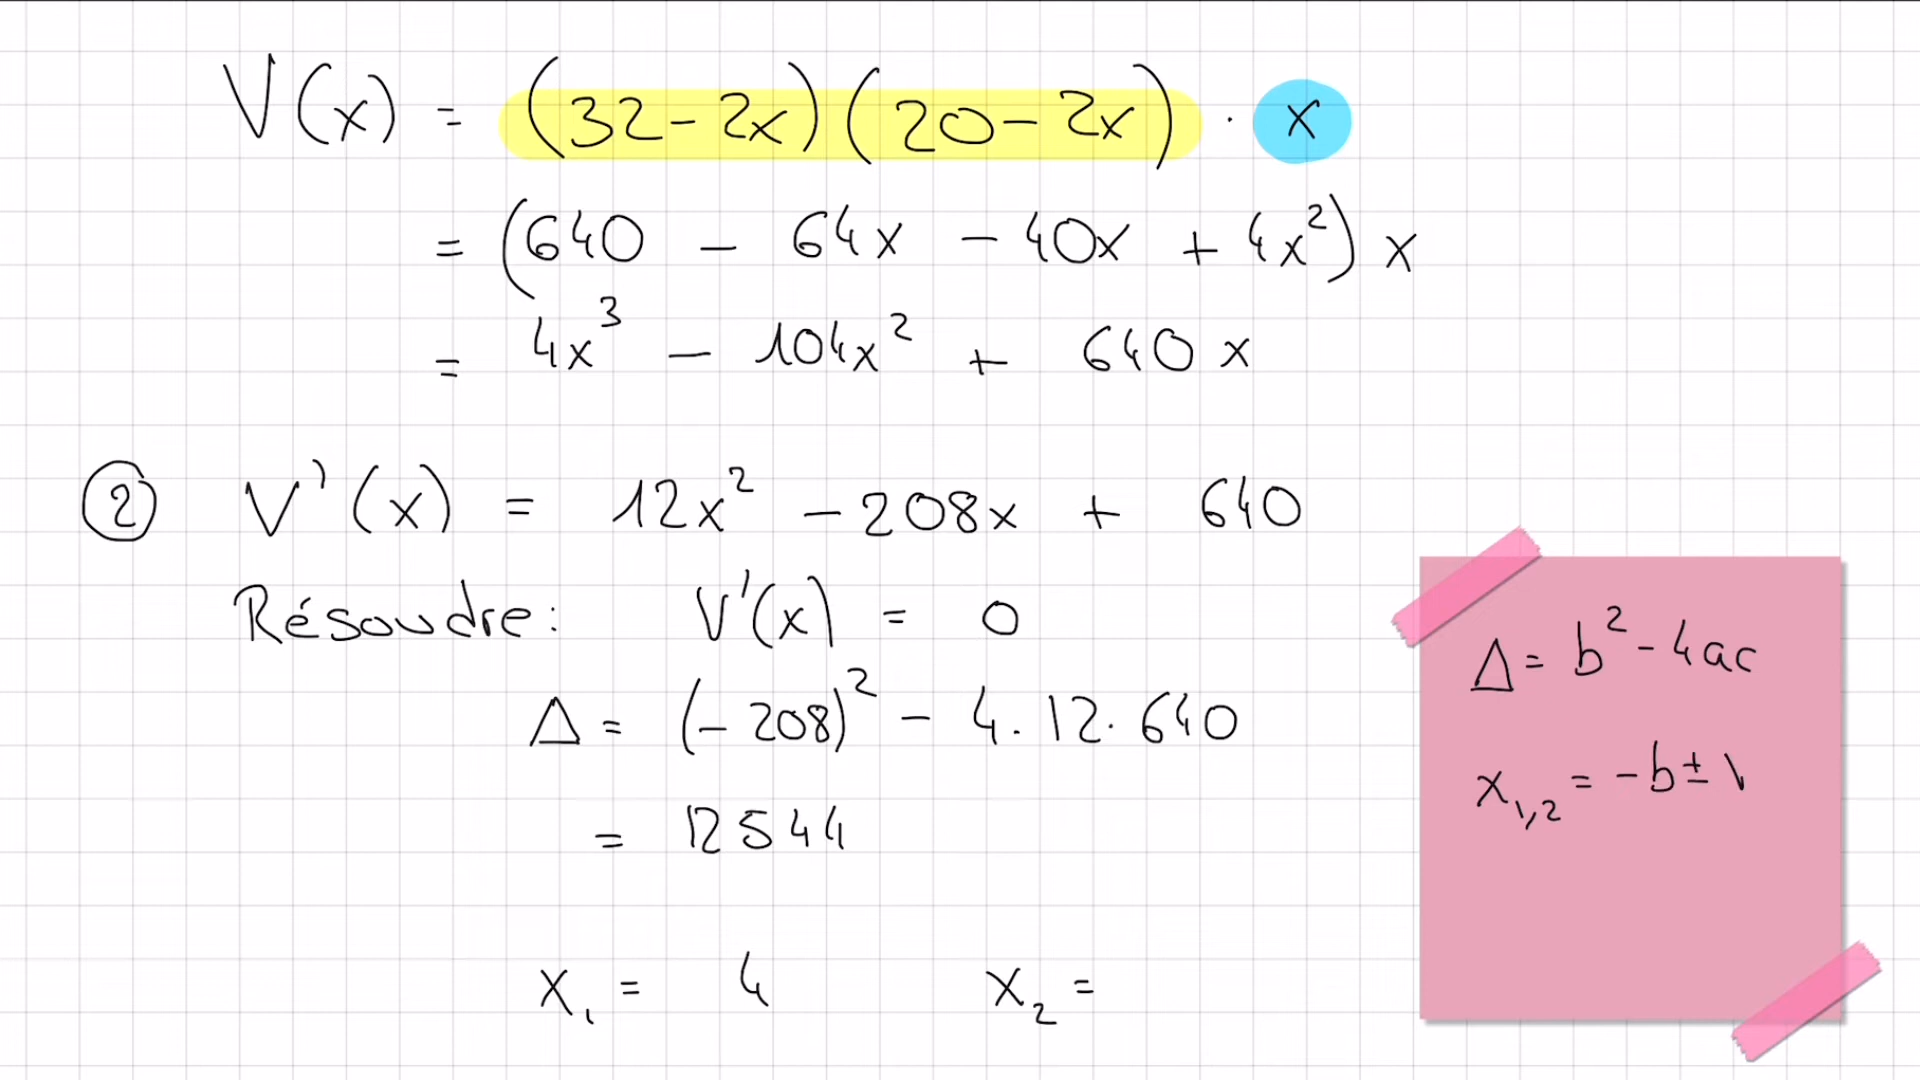 V(x) = (32-2x)(20-2x) · x
= (640 - 64x - 40x + 4x²) x
= 4x³ - 104x² + 640x
② V'(x) = 12x² - 208x + 640
Résoudre: V'(x) = 0
Δ = (-208)² - 4·12·640
= 12544
x₁ = 4 x₂ =
Δ = b² - 4ac
x₁,₂ = -b ± \